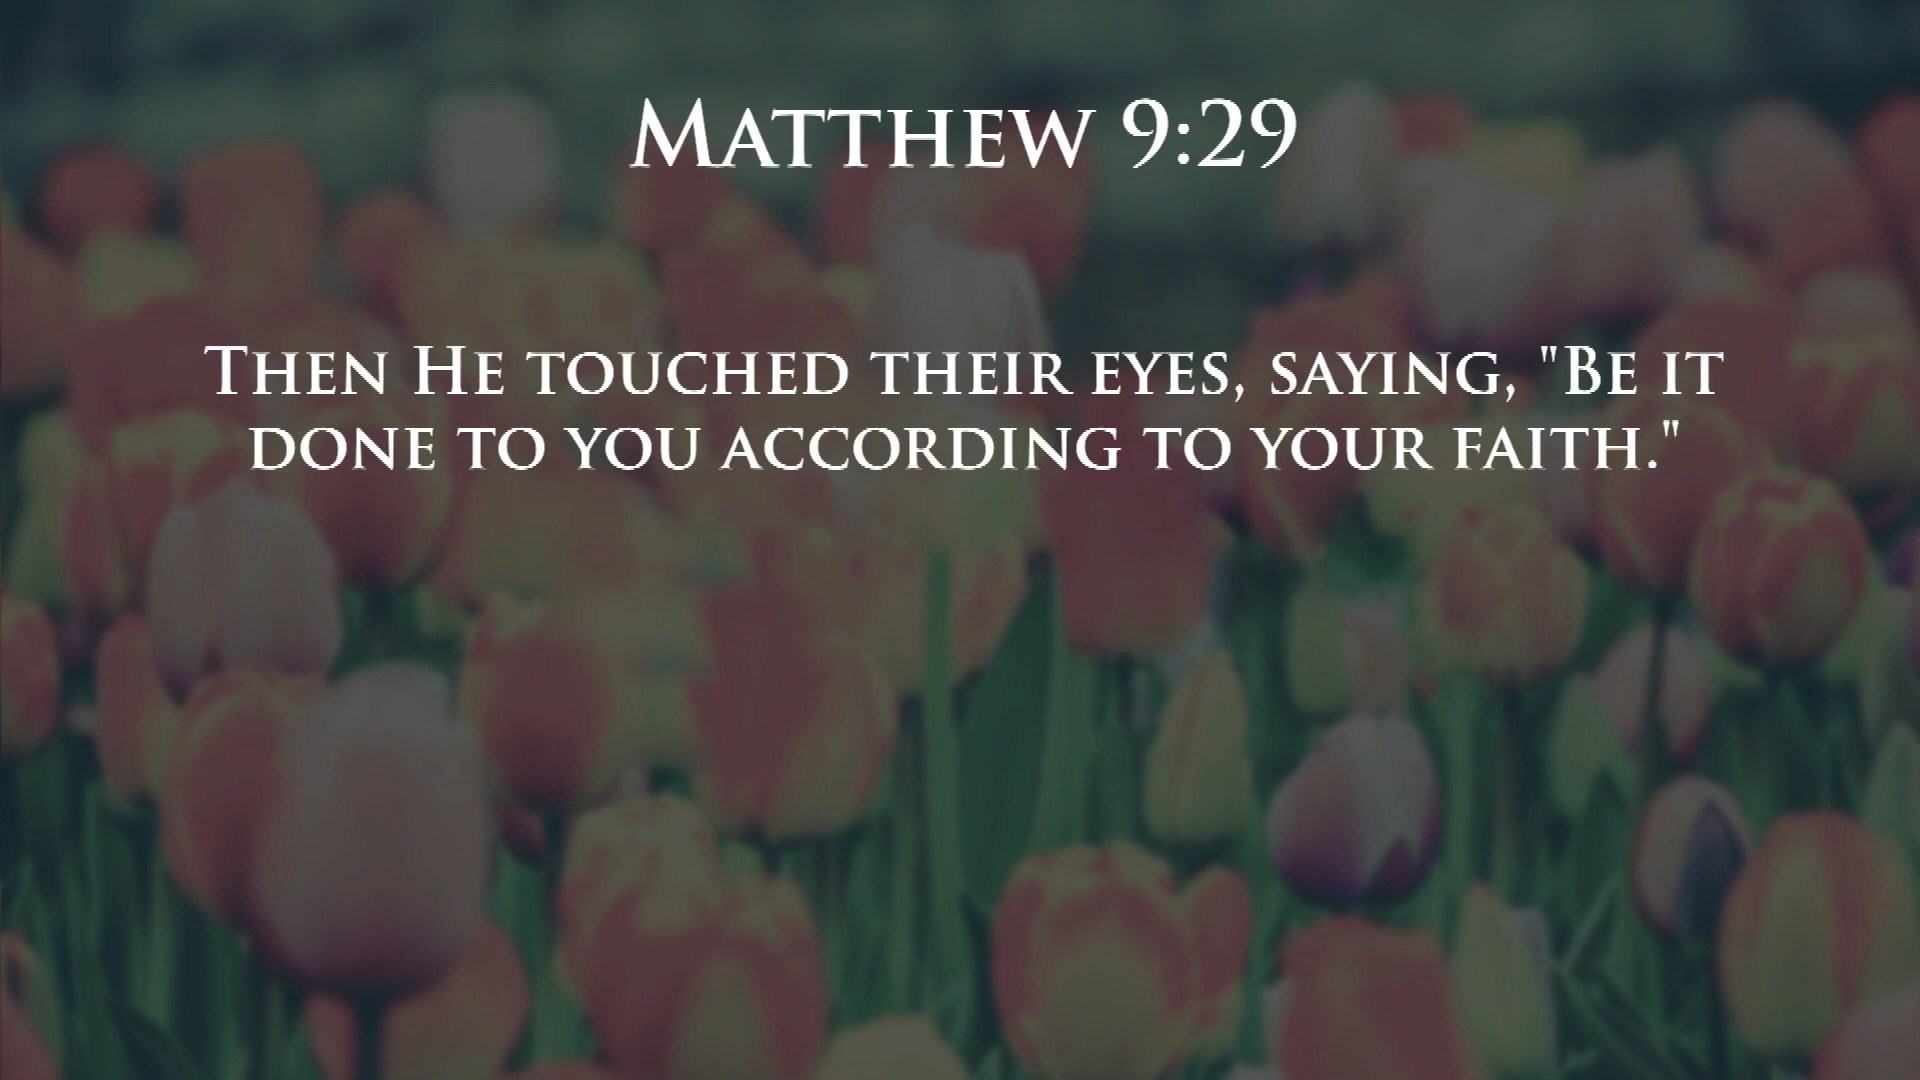 Matthew 9:29
Then He touched their eyes, saying, "Be it
done to you according to your faith."